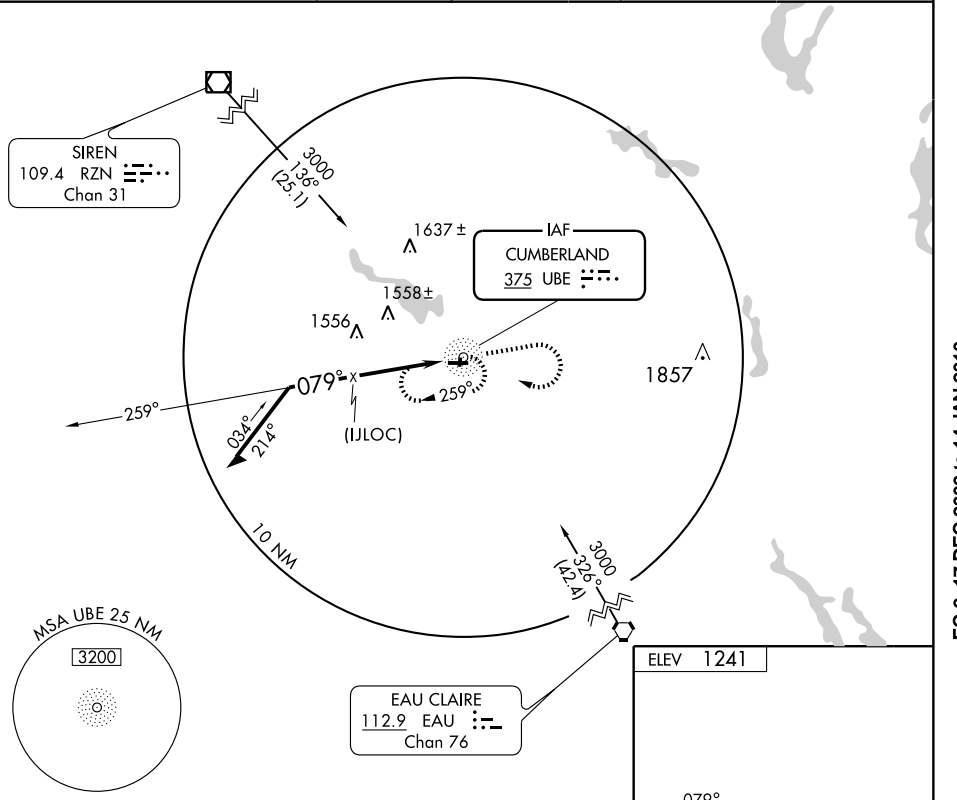 SIREN
109.4 RZN
Chan 31
3000
136°
(25.1)
1637 ±
IAF
CUMBERLAND
375 UBE
1558±
1556
1857
079°
X
259°
259°
034°
214°
(IJLOC)
10 NM
3000
326°
(42.4)
MSA UBE 25 NM
3200
EAU CLAIRE
112.9 EAU
Chan 76
ELEV 1241